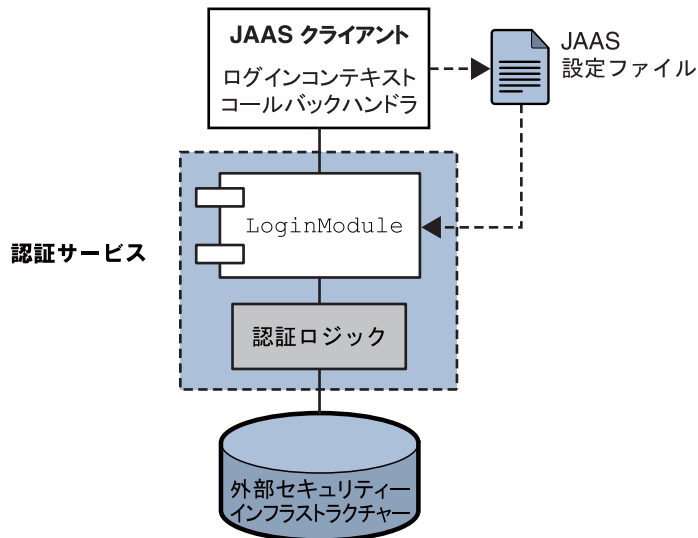 JAAS クライアント
ログインコンテキスト
コールバックハンドラ
JAAS
設定ファイル
LoginModule
認証サービス
認証ロジック
外部セキュリティー
インフラストラクチャー